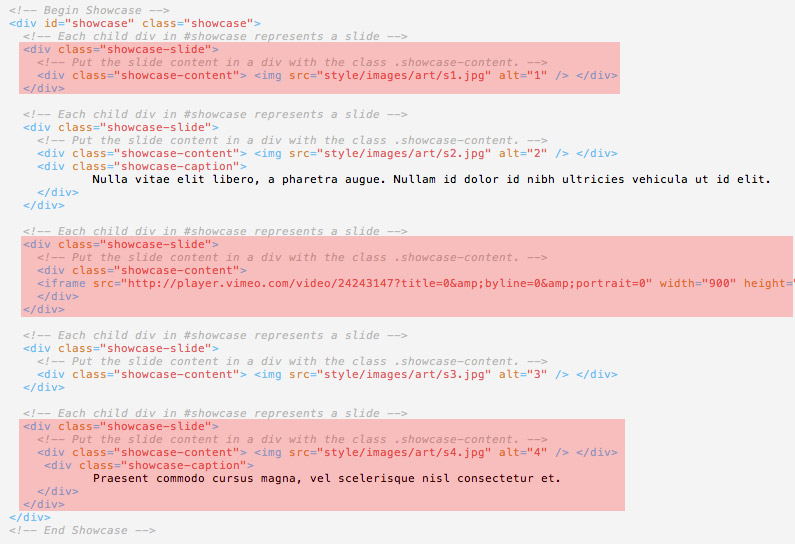 <!-- Begin Showcase -->
<div id="showcase" class="showcase">
<!-- Each child div in #showcase represents a slide -->
<div class="showcase-slide">
<!-- Put the slide content in a div with the class .showcase-content. -->
<div class="showcase-content"> <img src="style/images/art/s1.jpg" alt="1" /> </div>
</div>
<!-- Each child div in #showcase represents a slide -->
<div class="showcase-slide">
<!-- Put the slide content in a div with the class .showcase-content. -->
<div class="showcase-content"> <img src="style/images/art/s2.jpg" alt="2" /> </div>
<div class="showcase-caption">
Nulla vitae elit libero, a pharetra augue. Nullam id dolor id nibh ultricies vehicula ut id elit.
</div>
</div>
<!-- Each child div in #showcase represents a slide -->
<div class="showcase-slide">
<!-- Put the slide content in a div with the class .showcase-content. -->
<div class="showcase-content">
<iframe src="http://player.vimeo.com/video/24243147?title=0&amp;byline=0&amp;portrait=0" width="900" height="
</div>
</div>
<!-- Each child div in #showcase represents a slide -->
<div class="showcase-slide">
<!-- Put the slide content in a div with the class .showcase-content. -->
<div class="showcase-content"> <img src="style/images/art/s3.jpg" alt="3" /> </div>
</div>
<!-- Each child div in #showcase represents a slide -->
<div class="showcase-slide">
<!-- Put the slide content in a div with the class .showcase-content. -->
<div class="showcase-content"> <img src="style/images/art/s4.jpg" alt="4" /> </div>
<div class="showcase-caption">
Praesent commodo cursus magna, vel scelerisque nisl consectetur et.
</div>
</div>
</div>
<!-- End Showcase -->